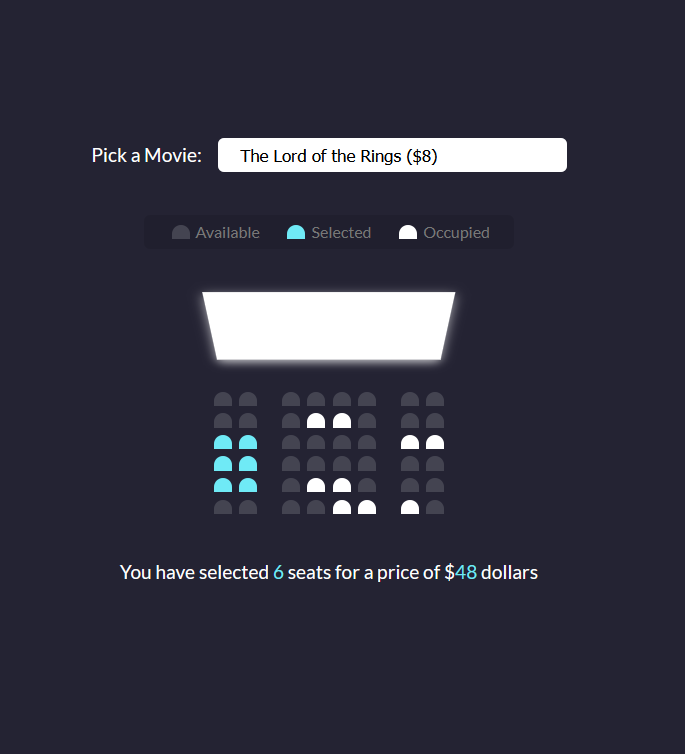 Pick a Movie: The Lord of the Rings ($8)
Available Selected Occupied
You have selected 6 seats for a price of $48 dollars